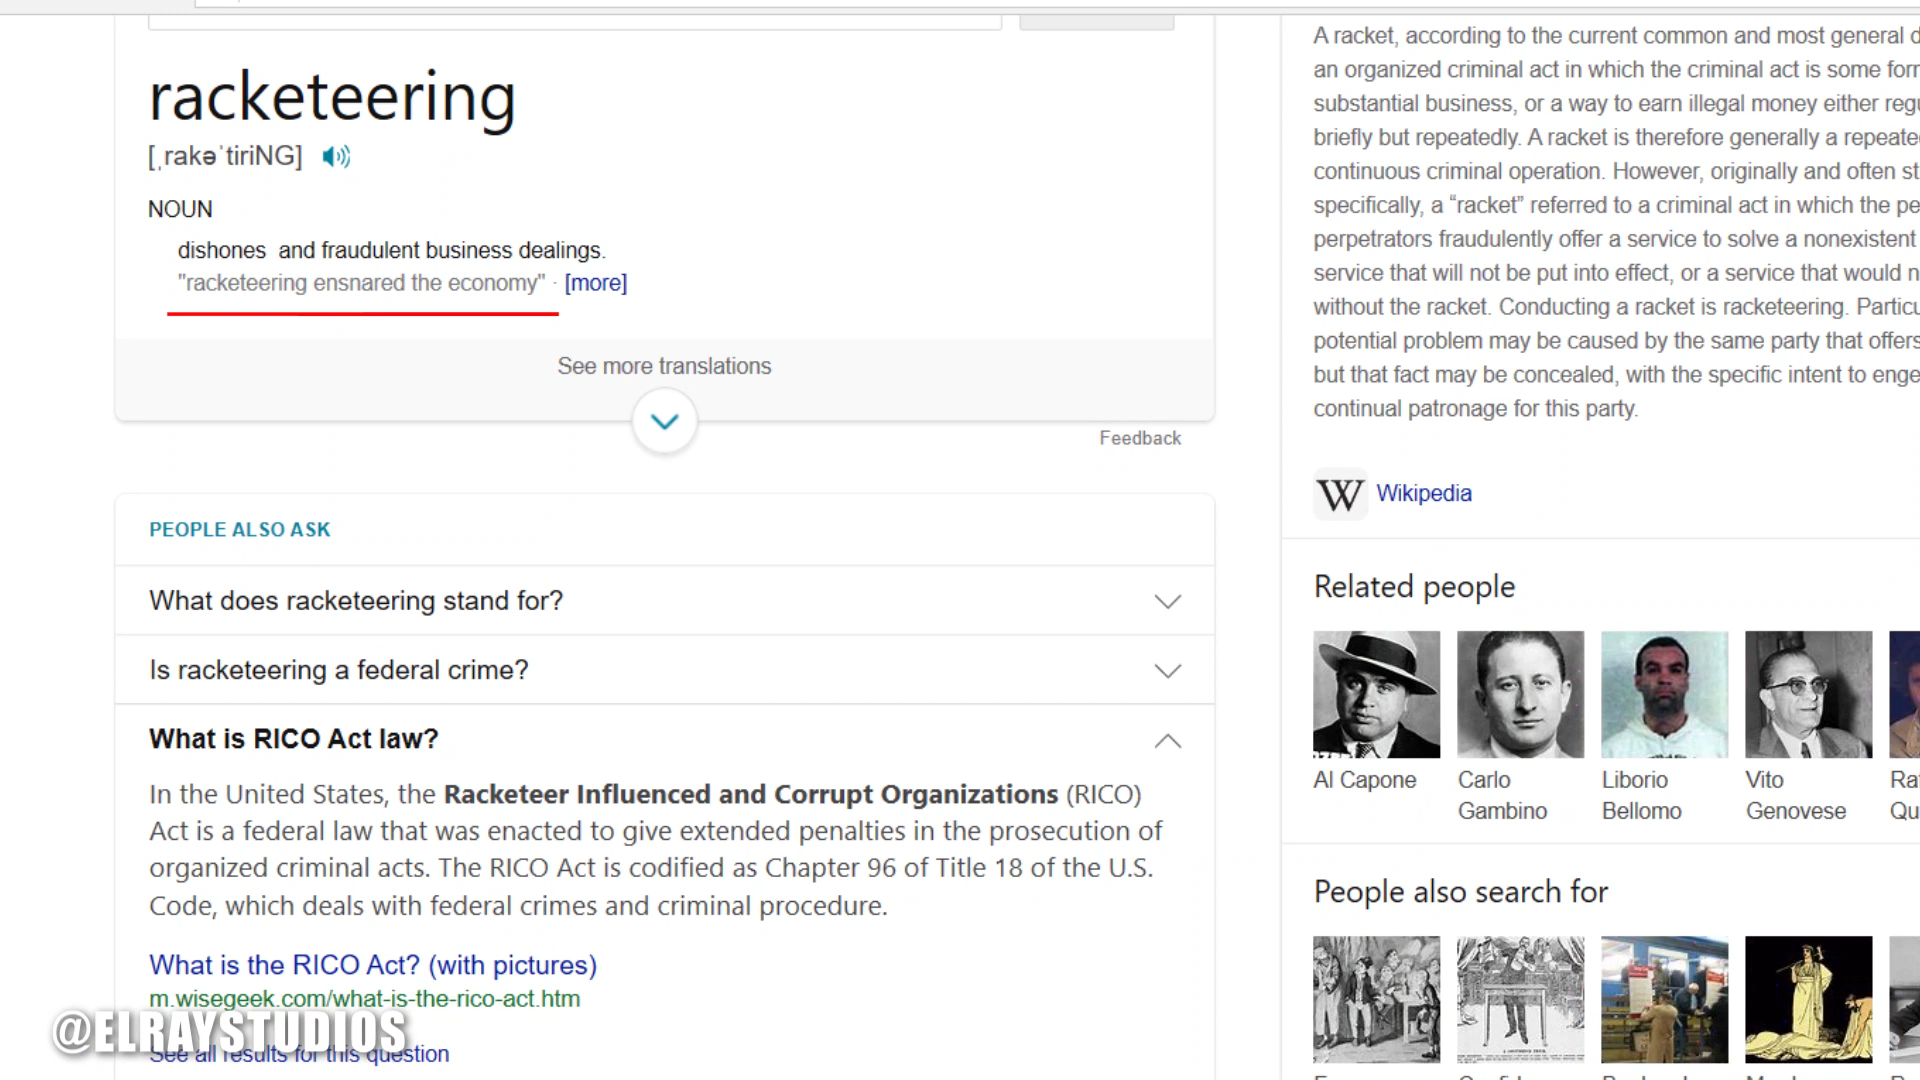 racketeering
[ˌrakəˈtiriNG]
NOUN
dishones  and fraudulent business dealings.
"racketeering ensnared the economy" · [more]
See more translations
Feedback
PEOPLE ALSO ASK
What does racketeering stand for?
Is racketeering a federal crime?
What is RICO Act law?
In the United States, the Racketeer Influenced and Corrupt Organizations (RICO)
Act is a federal law that was enacted to give extended penalties in the prosecution of
organized criminal acts. The RICO Act is codified as Chapter 96 of Title 18 of the U.S.
Code, which deals with federal crimes and criminal procedure.
What is the RICO Act? (with pictures)
m.wisegeek.com/what-is-the-rico-act.htm
@ELRAYSTUDIOS
See all results for this question
A racket, according to the current common and most general
an organized criminal act in which the criminal act is some
substantial business, or a way to earn illegal money either
briefly but repeatedly. A racket is therefore generally a
continuous criminal operation. However, originally and often
specifically, a “racket” referred to a criminal act in which the
perpetrators fraudulently offer a service to solve a nonexistent
service that will not be put into effect, or a service that would
without the racket. Conducting a racket is racketeering.
potential problem may be caused by the same party that
but that fact may be concealed, with the specific intent to
continual patronage for this party.
W Wikipedia
Related people
Al Capone
Carlo
Gambino
Liborio
Bellomo
Vito
Genovese
People also search for